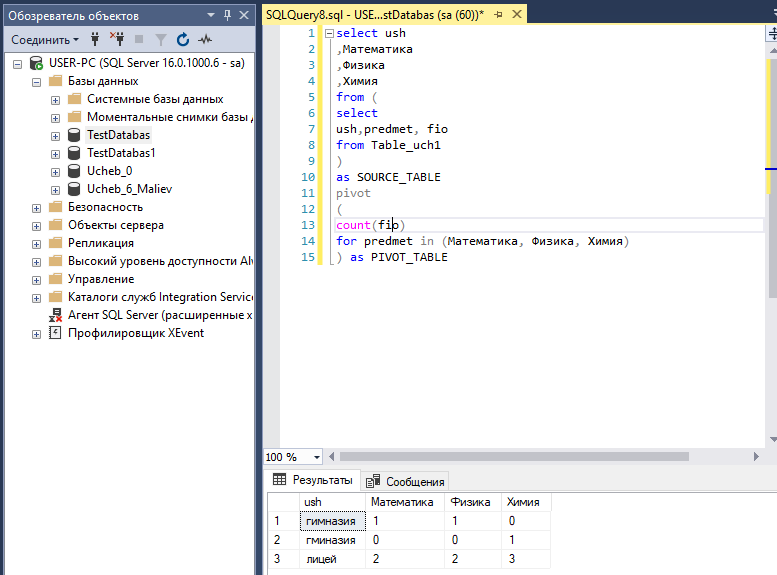 Обозреватель объектов
Соединить
USER-PC (SQL Server 16.0.1000.6 - sa)
Базы данных
Системные базы данных
Моментальные снимки базы д
TestDatabas
TestDatabas1
Ucheb_0
Ucheb_6_Maliev
Безопасность
Объекты сервера
Репликация
Высокий уровень доступности Alv
Управление
Каталоги служб Integration Service
Агент SQL Server (расширенные х
Профилировщик XEvent
SQLQuery8.sql - USE...stDatabas (sa (60))*
1 select ush
2 ,Математика
3 ,Физика
4 ,Химия
5 from (
6 select
7 ush,predmet, fio
8 from Table_uch1
9 )
10 as SOURCE_TABLE
11 pivot
12 (
13 count(fio)
14 for predmet in (Математика, Физика, Химия)
15 ) as PIVOT_TABLE
100 %
Результаты Сообщения
ush Математика Физика Химия
1 гимназия 1 1 0
2 гминазия 0 0 1
3 лицей 2 2 3